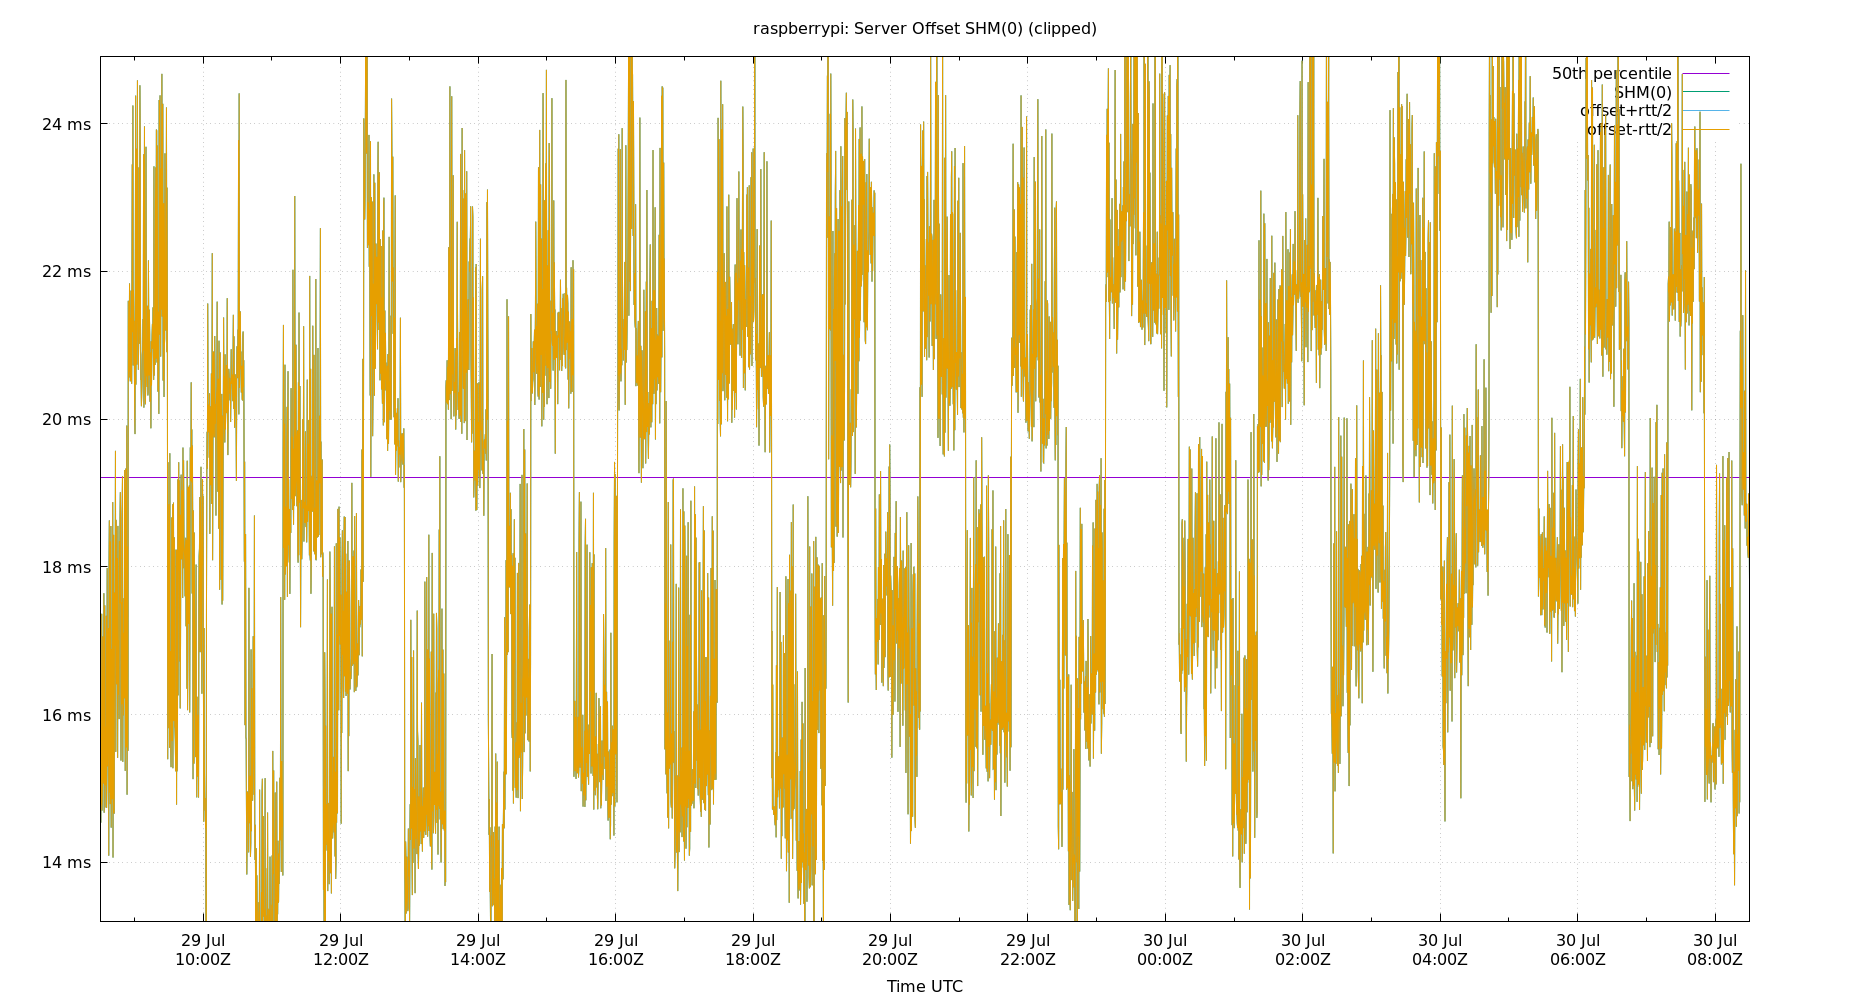 raspberrypi: Server Offset SHM(0) (clipped)
50th percentile
SHM(0)
offset+rtt/2
offset-rtt/2
24 ms
22 ms
20 ms
18 ms
16 ms
14 ms
29 Jul 29 Jul 29 Jul 29 Jul 29 Jul 29 Jul 29 Jul 30 Jul 30 Jul 30 Jul 30 Jul 30 Jul
10:00Z 12:00Z 14:00Z 16:00Z 18:00Z 20:00Z 22:00Z 00:00Z 02:00Z 04:00Z 06:00Z 08:00Z
Time UTC